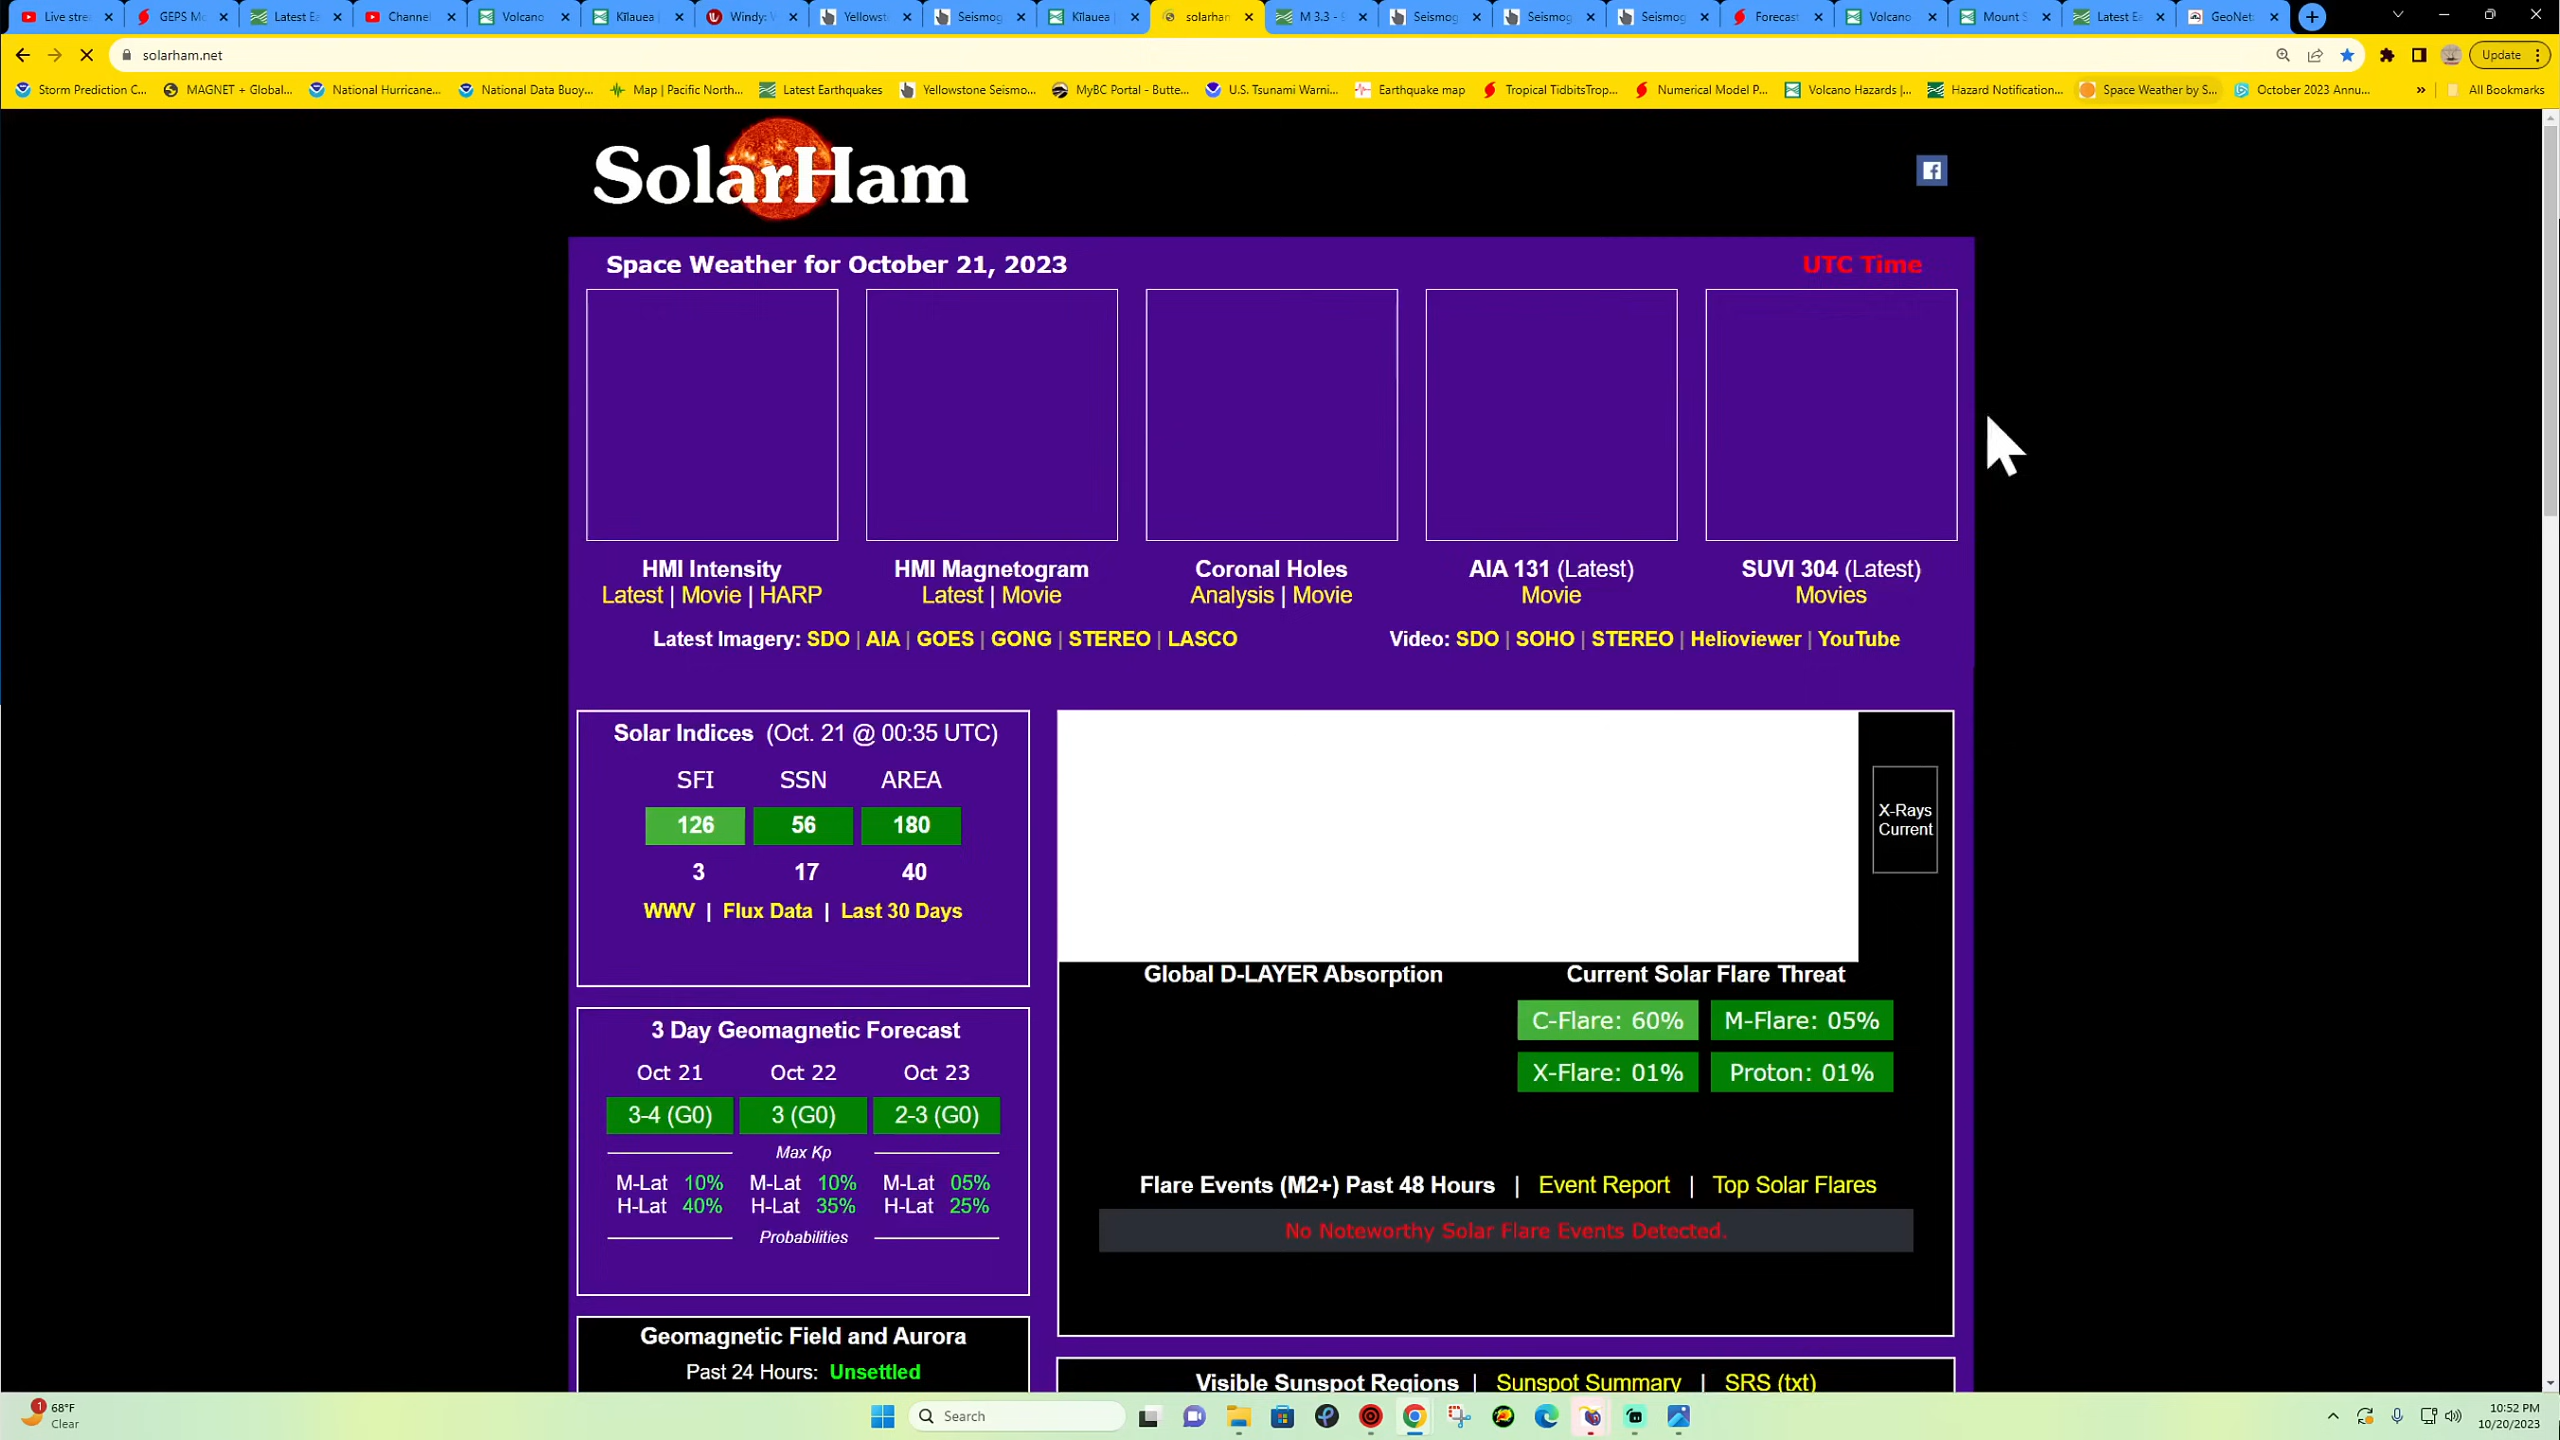 Live stre
GEPS Mo
Latest Ea
Channel
Volcano
Kīlauea
Windy: W
Yellowst
Seismog
Kīlauea
solarham
M 3.3 - 
Seismog
Seismog
Seismog
Forecast
Volcano
Mount S
Latest Ea
GeoNet:
solarham.net
Update
Storm Prediction C...
MAGNET + Global...
National Hurricane...
National Data Buoy...
Map | Pacific North...
Latest Earthquakes
Yellowstone Seismo...
MyBC Portal - Butte...
U.S. Tsunami Warni...
Earthquake map
Tropical TidbitsTrop...
Numerical Model P...
Volcano Hazards |...
Hazard Notification...
Space Weather by S...
October 2023 Annu...
»
All Bookmarks
SolarHam
Space Weather for October 21, 2023
UTC Time
HMI Intensity
Latest | Movie | HARP
HMI Magnetogram
Latest | Movie
Coronal Holes
Analysis | Movie
AIA 131 (Latest)
Movie
SUVI 304 (Latest)
Movies
Latest Imagery: SDO | AIA | GOES | GONG | STEREO | LASCO
Video: SDO | SOHO | STEREO | Helioviewer | YouTube
Solar Indices (Oct. 21 @ 00:35 UTC)
SFI SSN AREA
126 56 180
3 17 40
WWV | Flux Data | Last 30 Days
X-Rays
Current
Global D-LAYER Absorption
Current Solar Flare Threat
C-Flare: 60% M-Flare: 05%
X-Flare: 01% Proton: 01%
3 Day Geomagnetic Forecast
Oct 21 Oct 22 Oct 23
3-4 (G0) 3 (G0) 2-3 (G0)
Max Kp
M-Lat 10% M-Lat 10% M-Lat 05%
H-Lat 40% H-Lat 35% H-Lat 25%
Probabilities
Flare Events (M2+) Past 48 Hours | Event Report | Top Solar Flares
No Noteworthy Solar Flare Events Detected.
Geomagnetic Field and Aurora
Past 24 Hours: Unsettled
Visible Sunspot Regions | Sunspot Summary | SRS (txt)
1
68°F
Clear
Search
10:52 PM
10/20/2023